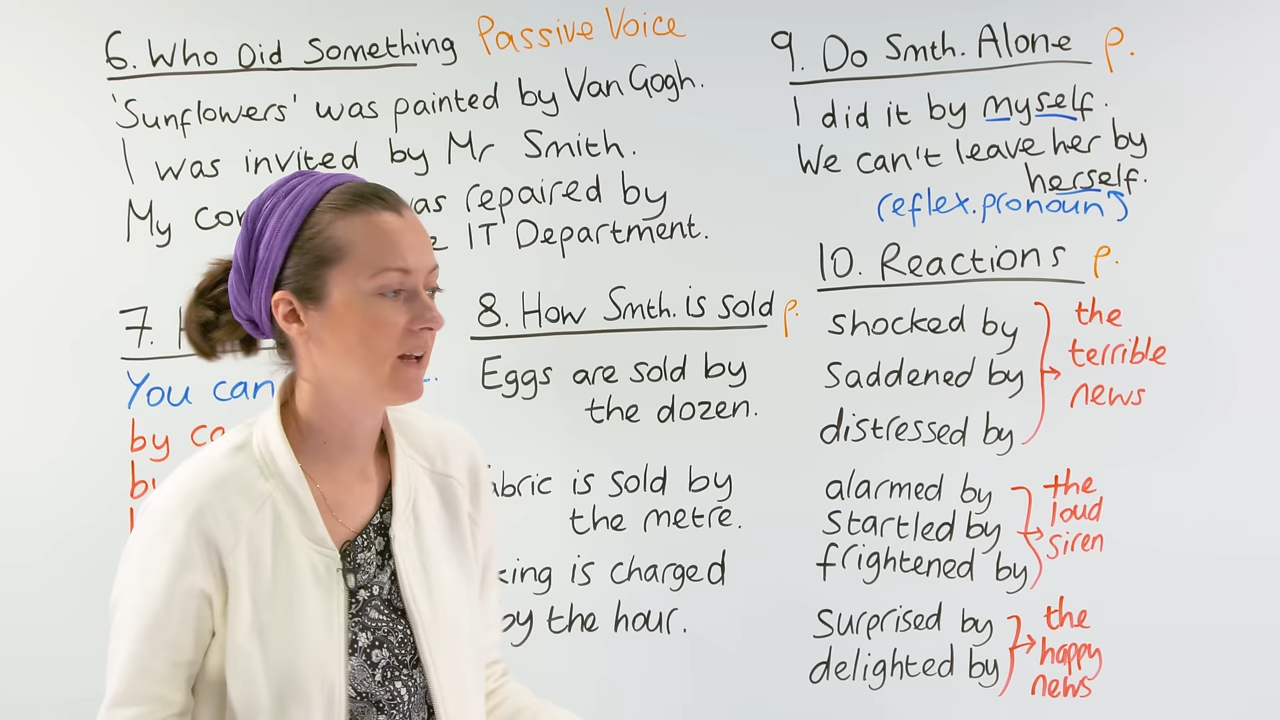 6. Who Did Something Passive Voice
'Sunflowers' was painted by Van Gogh.
I was invited by Mr Smith.
My repaired by
IT Department.
7.
You can
by
8. How Smth. is sold p.
Eggs are sold by
the dozen.
is sold by
the metre.
is charged
by the hour.
9. Do Smth. Alone p.
I did it by myself.
We can't leave her by
herself.
(reflex.pronoun)
10. Reactions p.
shocked by
saddened by
distressed by
the
terrible
news
alarmed by
startled by
frightened by
the
loud
siren
surprised by
delighted by
the
happy
news